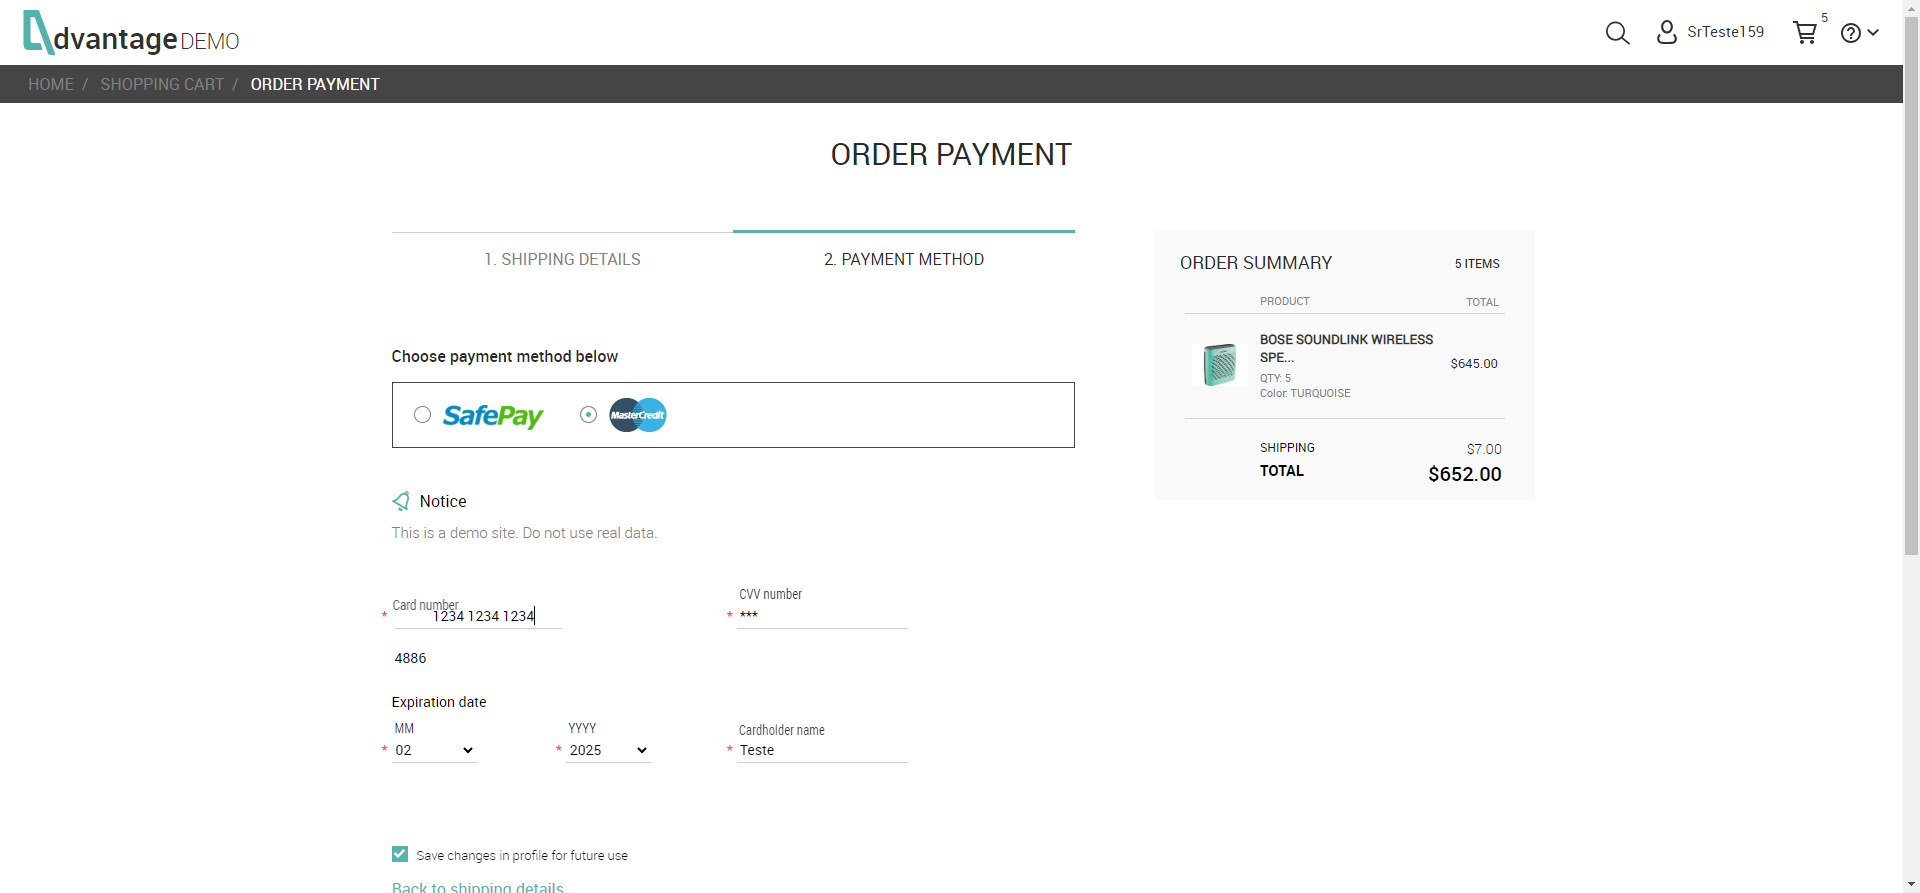 dvantage DEMO
SrTeste159
5
HOME / SHOPPING CART / ORDER PAYMENT
ORDER PAYMENT
1. SHIPPING DETAILS
2. PAYMENT METHOD
Choose payment method below
SafePay
MasterCredit
Notice
This is a demo site. Do not use real data.
Card number
* 1234 1234 1234
4886
CVV number
* ***
Expiration date
MM
* 02
YYYY
* 2025
Cardholder name
* Teste
Save changes in profile for future use
Back to shipping details
ORDER SUMMARY
5 ITEMS
PRODUCT
TOTAL
BOSE SOUNDLINK WIRELESS
SPE...
$645.00
QTY: 5
Color: TURQUOISE
SHIPPING
$7.00
TOTAL
$652.00